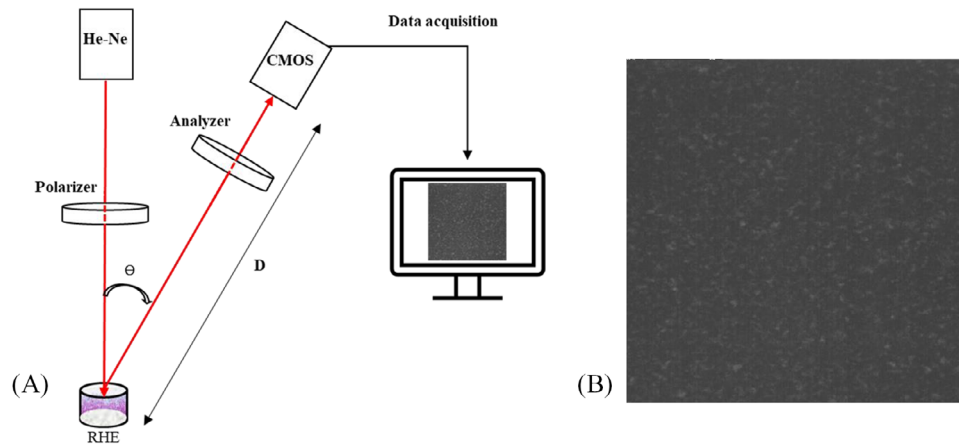 He-Ne
CMOS
Data acquisition
Analyzer
Polarizer
Θ
D
(A)
RHE
(B)